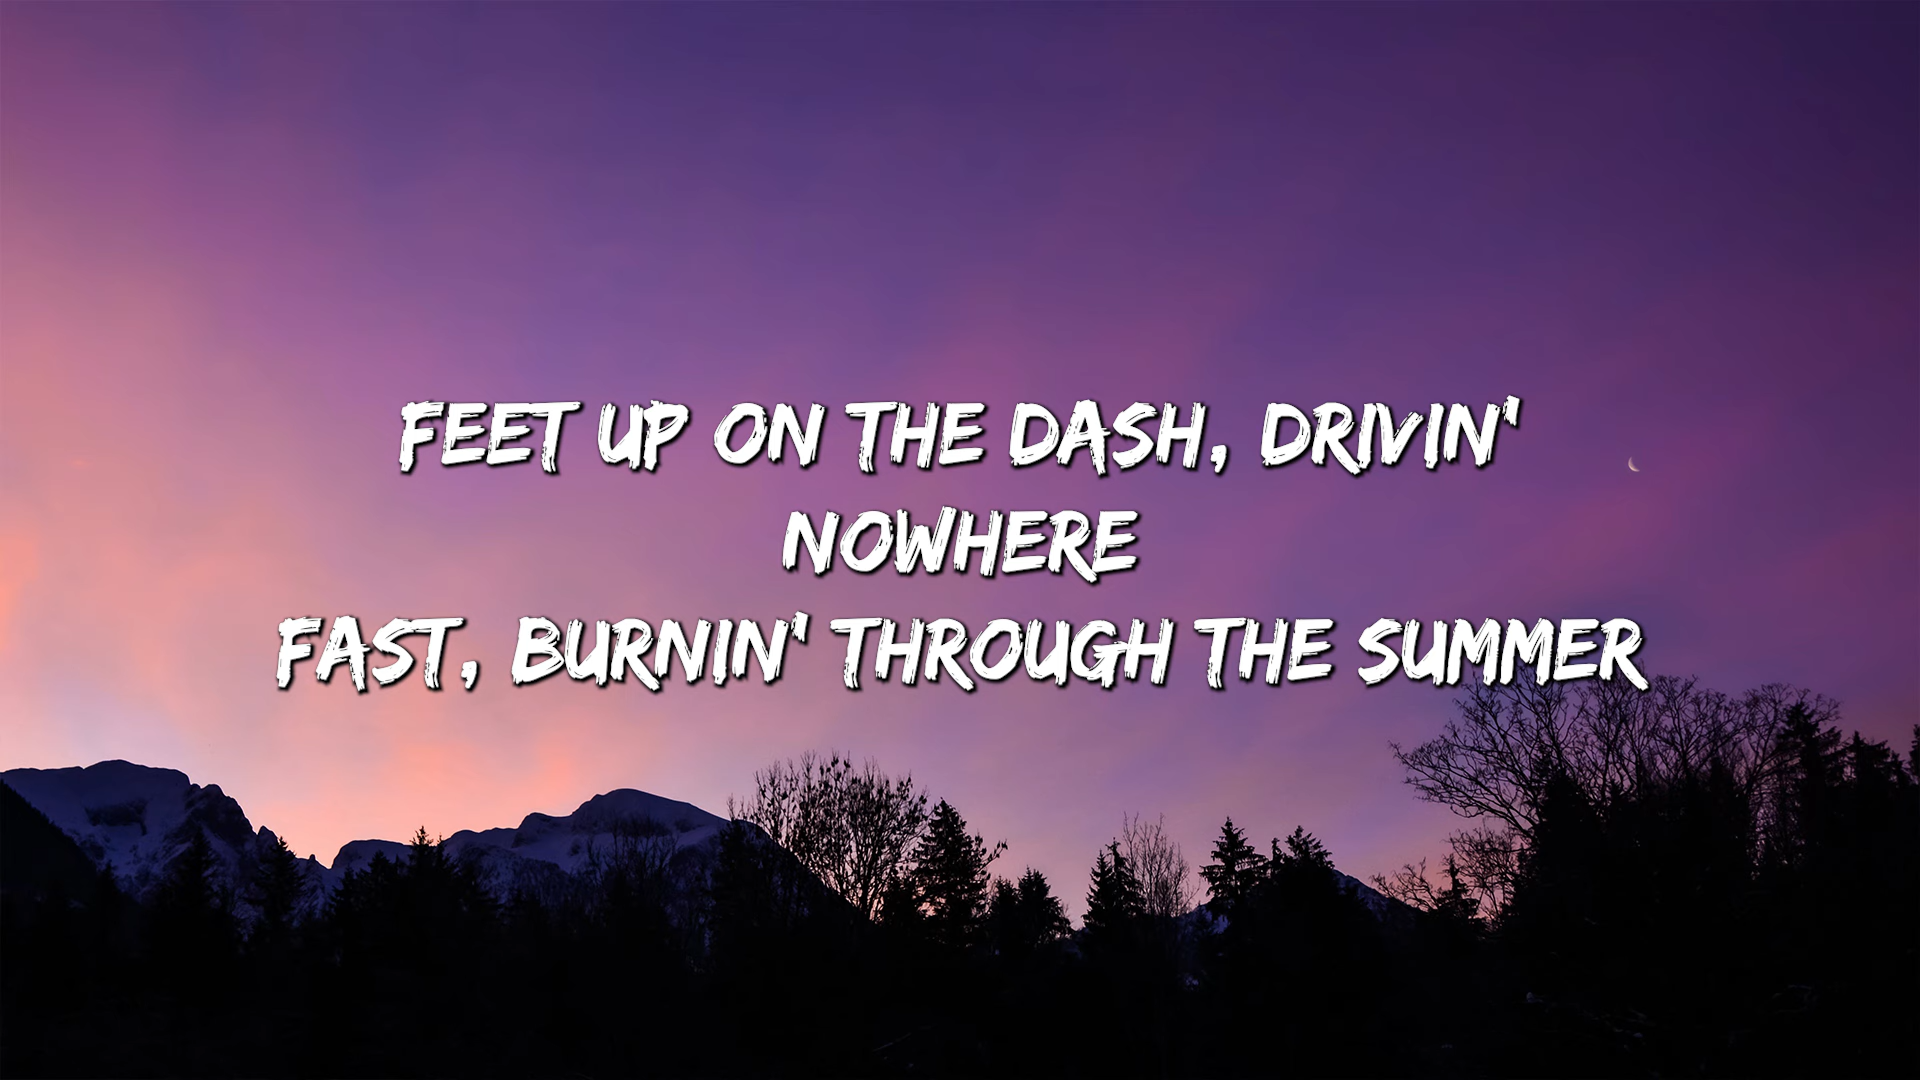 FEET UP ON THE DASH, DRIVIN'
NOWHERE
FAST, BURNIN' THROUGH THE SUMMER